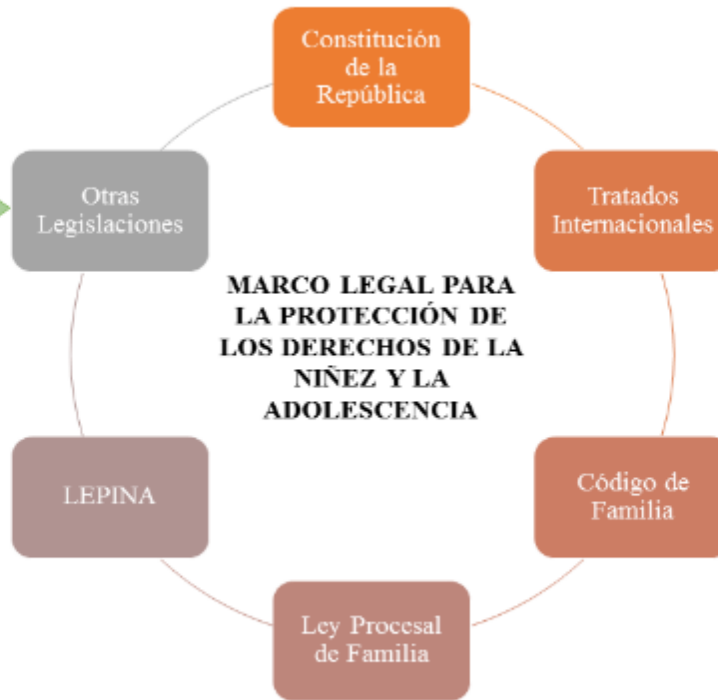 Constitución
de la
República
Otras
Legislaciones
Tratados
Internacionales
MARCO LEGAL PARA
LA PROTECCIÓN DE
LOS DERECHOS DE LA
NIÑEZ Y LA
ADOLESCENCIA
LEPINA
Código de
Familia
Ley Procesal
de Familia